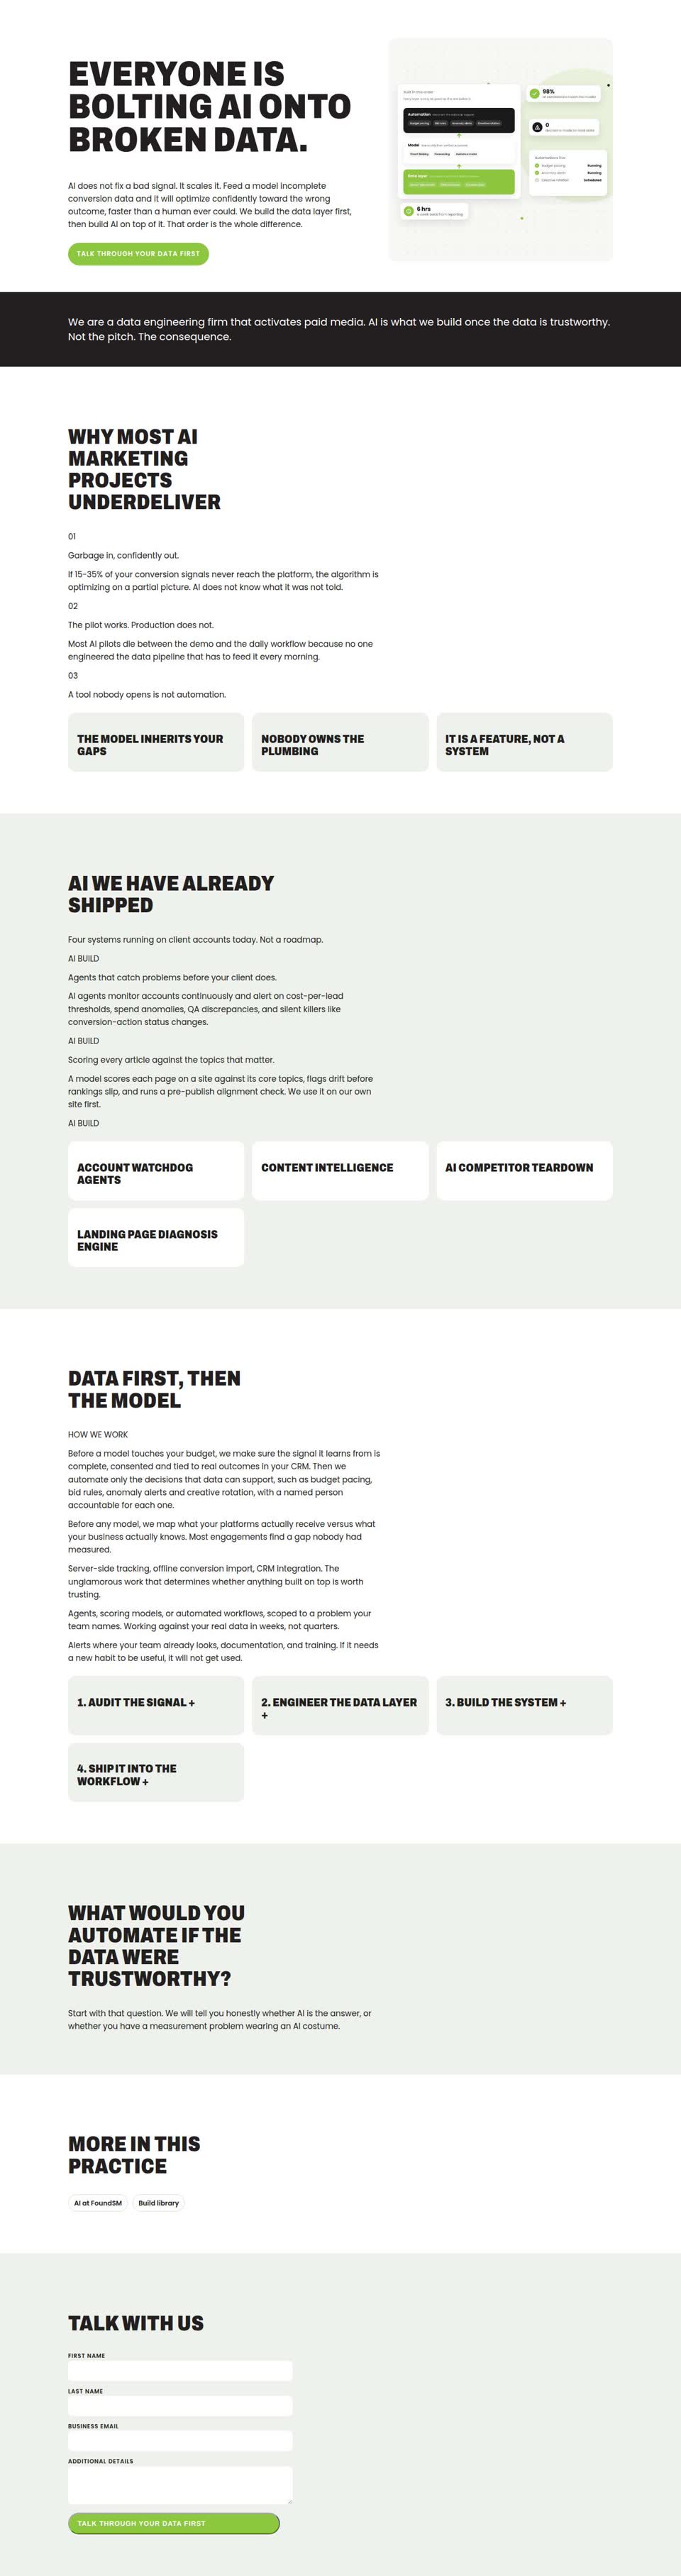 EVERYONE IS
BOLTING AI ONTO
BROKEN DATA.
AI does not fix a bad signal. It scales it. Feed a model incomplete
conversion data and it will optimize confidently toward the wrong
outcome, faster than a human ever could. We build the data layer first,
then build AI on top of it. That order is the whole difference.
TALK THROUGH YOUR DATA FIRST
Built in this order
Automation
Model
Data layer
98%
0
6 hrs
Running
Running
Scheduled
We are a data engineering firm that activates paid media. AI is what we build once the data is trustworthy.
Not the pitch. The consequence.
WHY MOST AI
MARKETING
PROJECTS
UNDERDELIVER
01
Garbage in, confidently out.
If 15-35% of your conversion signals never reach the platform, the algorithm is
optimizing on a partial picture. AI does not know what it was not told.
02
The pilot works. Production does not.
Most AI pilots die between the demo and the daily workflow because no one
engineered the data pipeline that has to feed it every morning.
03
A tool nobody opens is not automation.
THE MODEL INHERITS YOUR
GAPS
NOBODY OWNS THE
PLUMBING
IT IS A FEATURE, NOT A
SYSTEM
AI WE HAVE ALREADY
SHIPPED
Four systems running on client accounts today. Not a roadmap.
AI BUILD
Agents that catch problems before your client does.
AI agents monitor accounts continuously and alert on cost-per-lead
thresholds, spend anomalies, QA discrepancies, and silent killers like
conversion-action status changes.
AI BUILD
Scoring every article against the topics that matter.
A model scores each page on a site against its core topics, flags drift before
rankings slip, and runs a pre-publish alignment check. We use it on our own
site first.
AI BUILD
ACCOUNT WATCHDOG
AGENTS
CONTENT INTELLIGENCE
AI COMPETITOR TEARDOWN
LANDING PAGE DIAGNOSIS
ENGINE
DATA FIRST, THEN
THE MODEL
HOW WE WORK
Before a model touches your budget, we make sure the signal it learns from is
complete, consented and tied to real outcomes in your CRM. Then we
automate only the decisions that data can support, such as budget pacing,
bid rules, anomaly alerts and creative rotation, with a named person
accountable for each one.
Before any model, we map what your platforms actually receive versus what
your business actually knows. Most engagements find a gap nobody had
measured.
Server-side tracking, offline conversion import, CRM integration. The
unglamorous work that determines whether anything built on top is worth
trusting.
Agents, scoring models, or automated workflows, scoped to a problem your
team names. Working against your real data in weeks, not quarters.
Alerts where your team already looks, documentation, and training. If it needs
a new habit to be useful, it will not get used.
1. AUDIT THE SIGNAL +
2. ENGINEER THE DATA LAYER
+
3. BUILD THE SYSTEM +
4. SHIP IT INTO THE
WORKFLOW +
WHAT WOULD YOU
AUTOMATE IF THE
DATA WERE
TRUSTWORTHY?
Start with that question. We will tell you honestly whether AI is the answer, or
whether you have a measurement problem wearing an AI costume.
MORE IN THIS
PRACTICE
AI at FoundSM
Build library
TALK WITH US
FIRST NAME
LAST NAME
BUSINESS EMAIL
ADDITIONAL DETAILS
TALK THROUGH YOUR DATA FIRST